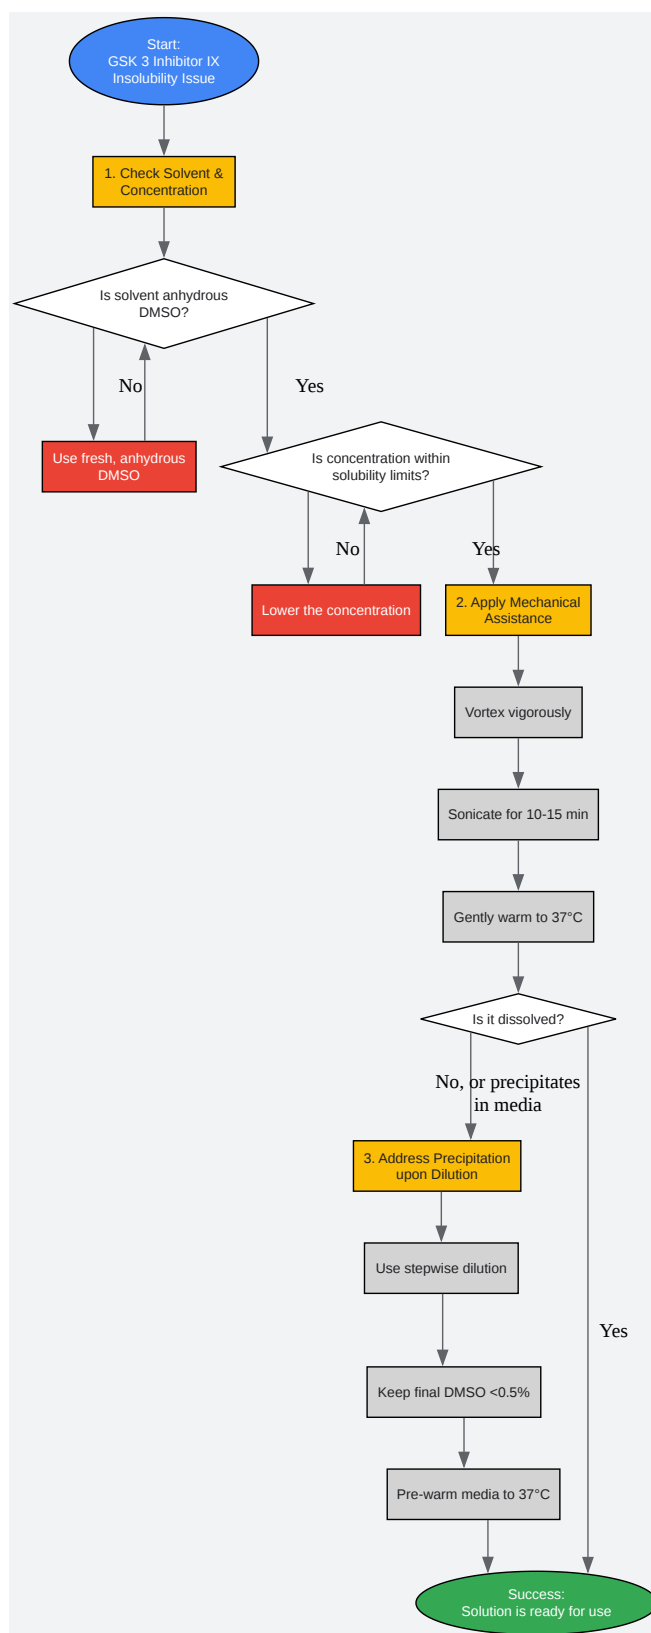 Start:
GSK 3 Inhibitor IX
Insolubility Issue
1. Check Solvent &
Concentration
Is solvent anhydrous
DMSO?
No
Yes
Use fresh, anhydrous
DMSO
Is concentration within
solubility limits?
No
Yes
Lower the concentration
2. Apply Mechanical
Assistance
Vortex vigorously
Sonicate for 10-15 min
Gently warm to 37°C
Is it dissolved?
No, or precipitates
in media
3. Address Precipitation
upon Dilution
Use stepwise dilution
Yes
Keep final DMSO <0.5%
Pre-warm media to 37°C
Success:
Solution is ready for use